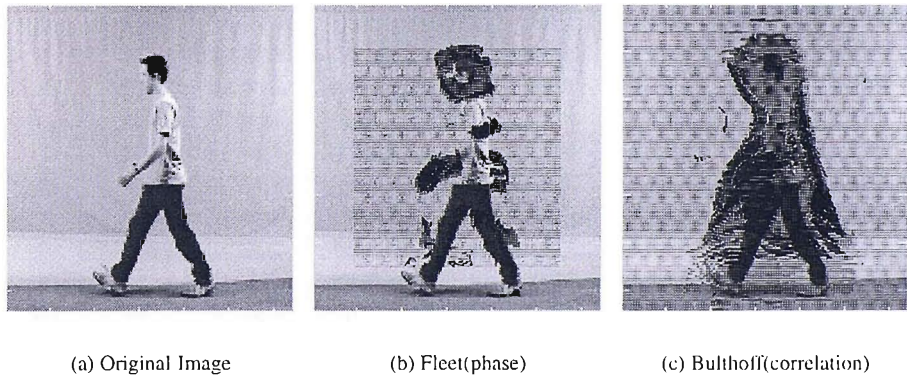 (a) Original Image
(b) Fleet(phase)
(c) Bulthoff(correlation)